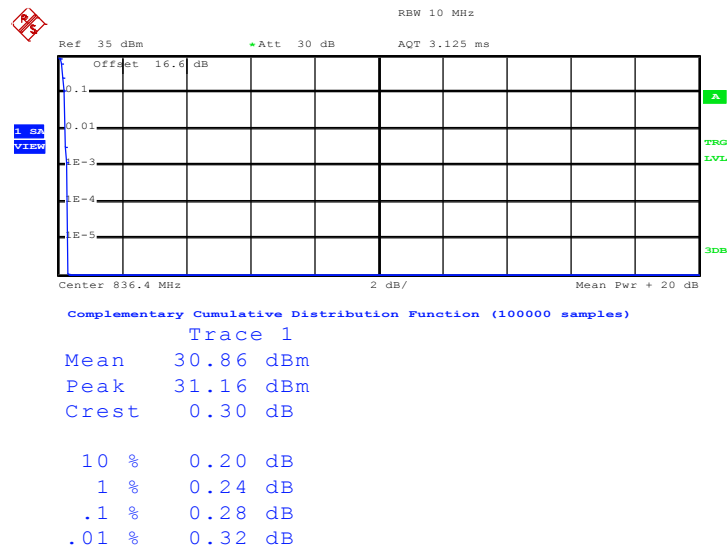 RBW 10 MHz
Ref 35 dBm *Att 30 dB AQT 3.125 ms
Offset 16.6 dB
0.1
A
0.01
1 SA
VIEW
TRG
LVL
1E-3
1E-4
1E-5
3DB
Center 836.4 MHz 2 dB/ Mean Pwr + 20 dB
Complementary Cumulative Distribution Function (100000 samples)
Trace 1
Mean 30.86 dBm
Peak 31.16 dBm
Crest 0.30 dB
10 % 0.20 dB
1 % 0.24 dB
.1 % 0.28 dB
.01 % 0.32 dB